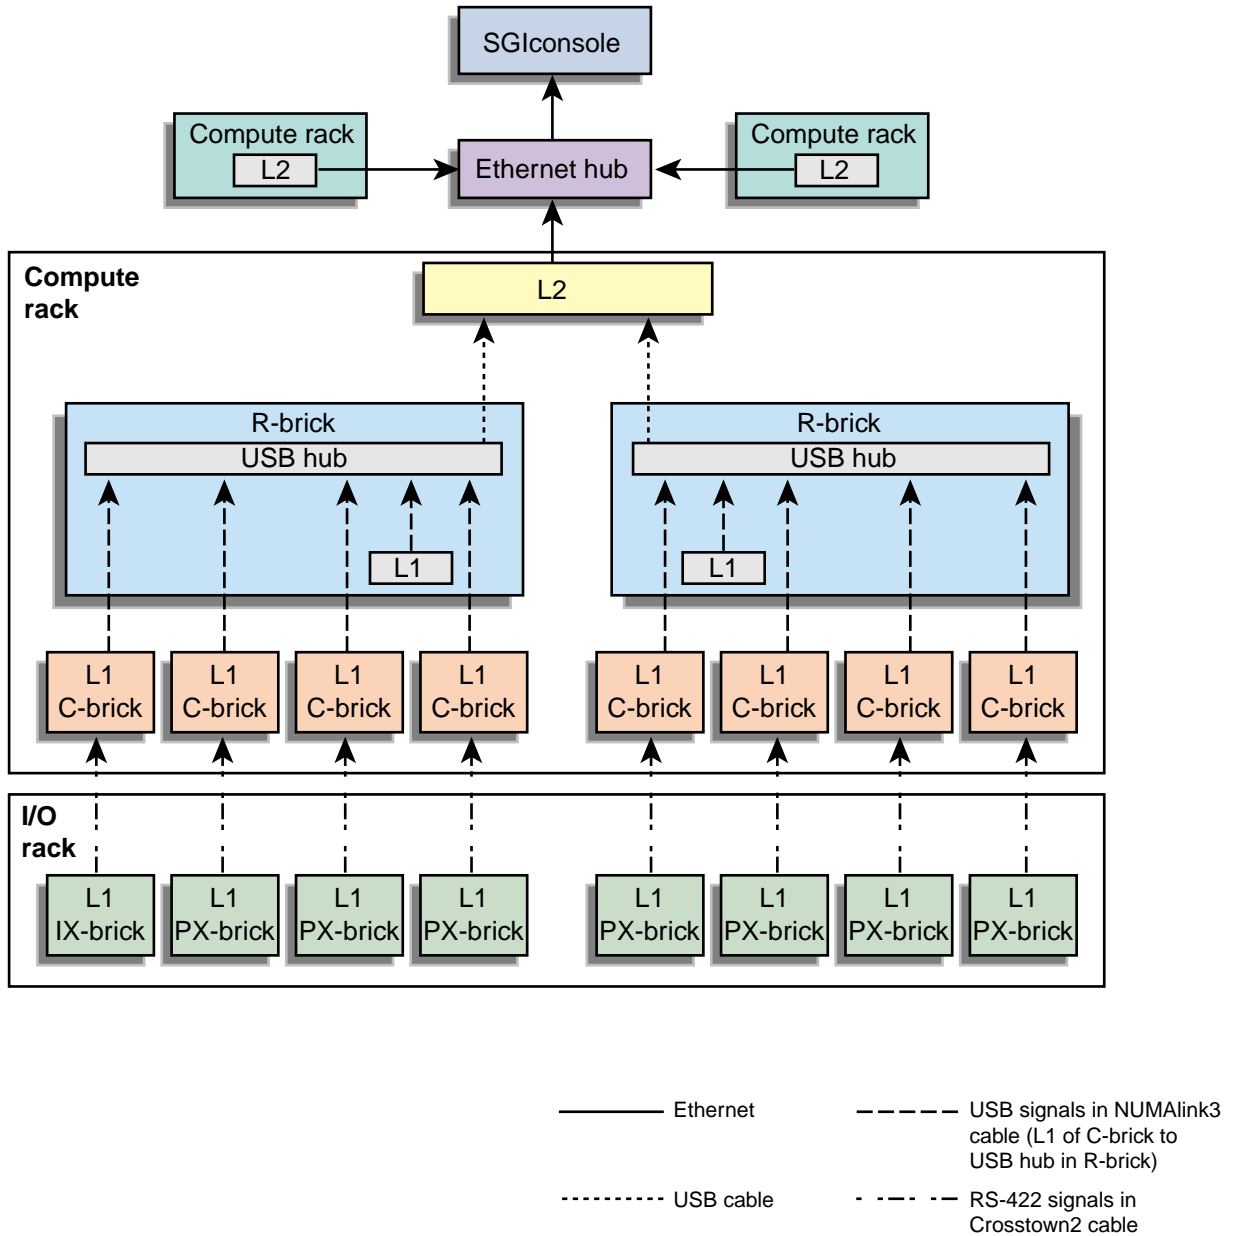 SGIconsole
Compute rack
L2
Ethernet hub
Compute rack
L2
Compute
rack
L2
R-brick
USB hub
L1
R-brick
USB hub
L1
L1
C-brick
L1
C-brick
L1
C-brick
L1
C-brick
L1
C-brick
L1
C-brick
L1
C-brick
L1
C-brick
I/O
rack
L1
IX-brick
L1
PX-brick
L1
PX-brick
L1
PX-brick
L1
PX-brick
L1
PX-brick
L1
PX-brick
L1
PX-brick
Ethernet
USB signals in NUMAlink3
cable (L1 of C-brick to
USB hub in R-brick)
USB cable
RS-422 signals in
Crosstown2 cable